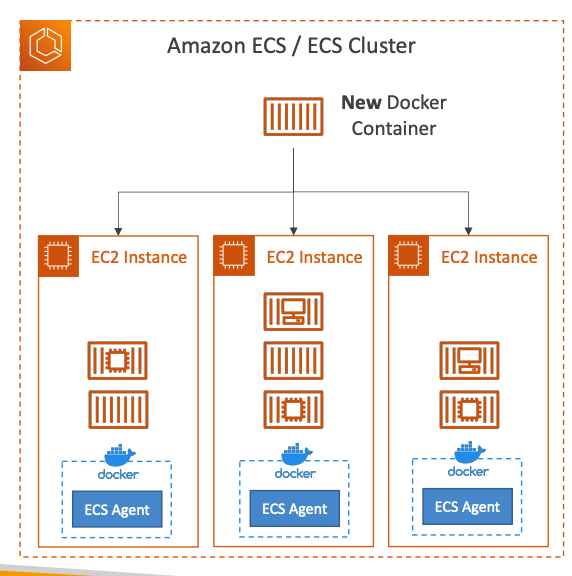 Amazon ECS / ECS Cluster
New Docker
Container
EC2 Instance
EC2 Instance
EC2 Instance
docker
ECS Agent
docker
ECS Agent
docker
ECS Agent